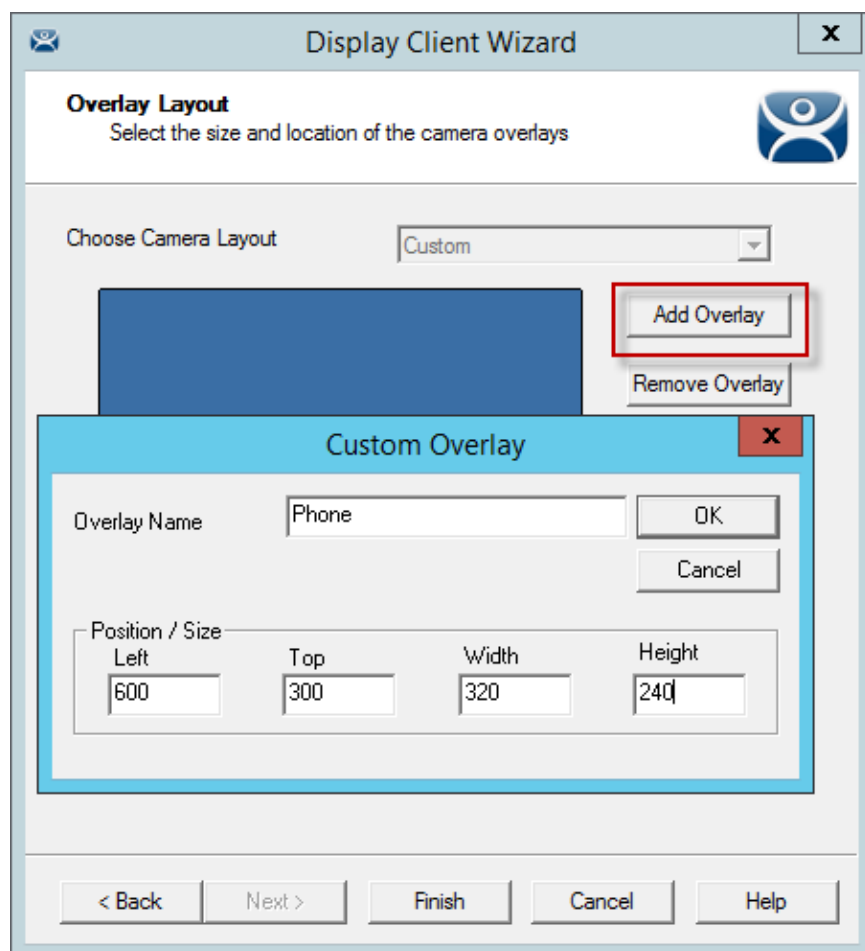 Display Client Wizard
x
Overlay Layout
Select the size and location of the camera overlays
Choose Camera Layout
Custom
Add Overlay
Remove Overlay
Custom Overlay
x
Overlay Name
Phone
OK
Cancel
Position / Size
Left Top Width Height
600 300 320 240
< Back Next > Finish Cancel Help